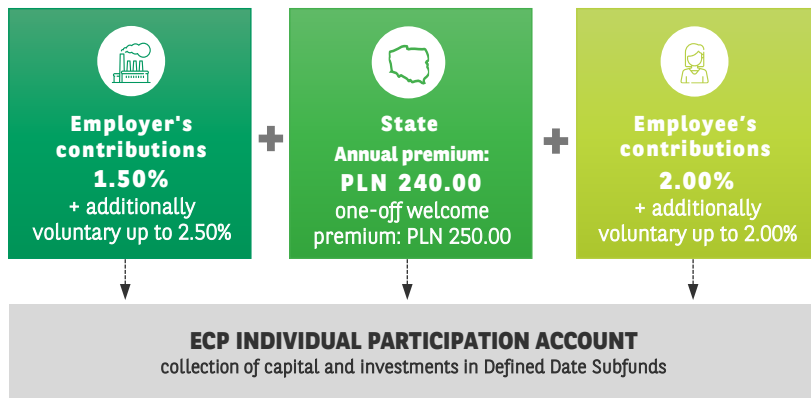 Employer's
contributions
1.50%
+ additionally
voluntary up to 2.50%
+
State
Annual premium:
PLN 240.00
one-off welcome
premium: PLN 250.00
+
Employee's
contributions
2.00%
+ additionally
voluntary up to 2.00%
ECP INDIVIDUAL PARTICIPATION ACCOUNT
collection of capital and investments in Defined Date Subfunds